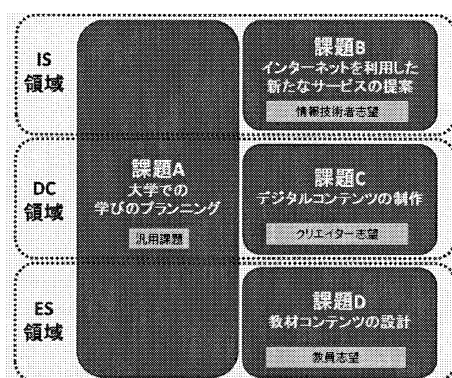 IS
領域
課題B
インターネットを利用した
新たなサービスの提案
情報技術者志望
DC
領域
課題A
大学での
学びのプランニング
汎用課題
課題C
デジタルコンテンツの制作
クリエイター志望
ES
領域
課題D
教材コンテンツの設計
教員志望